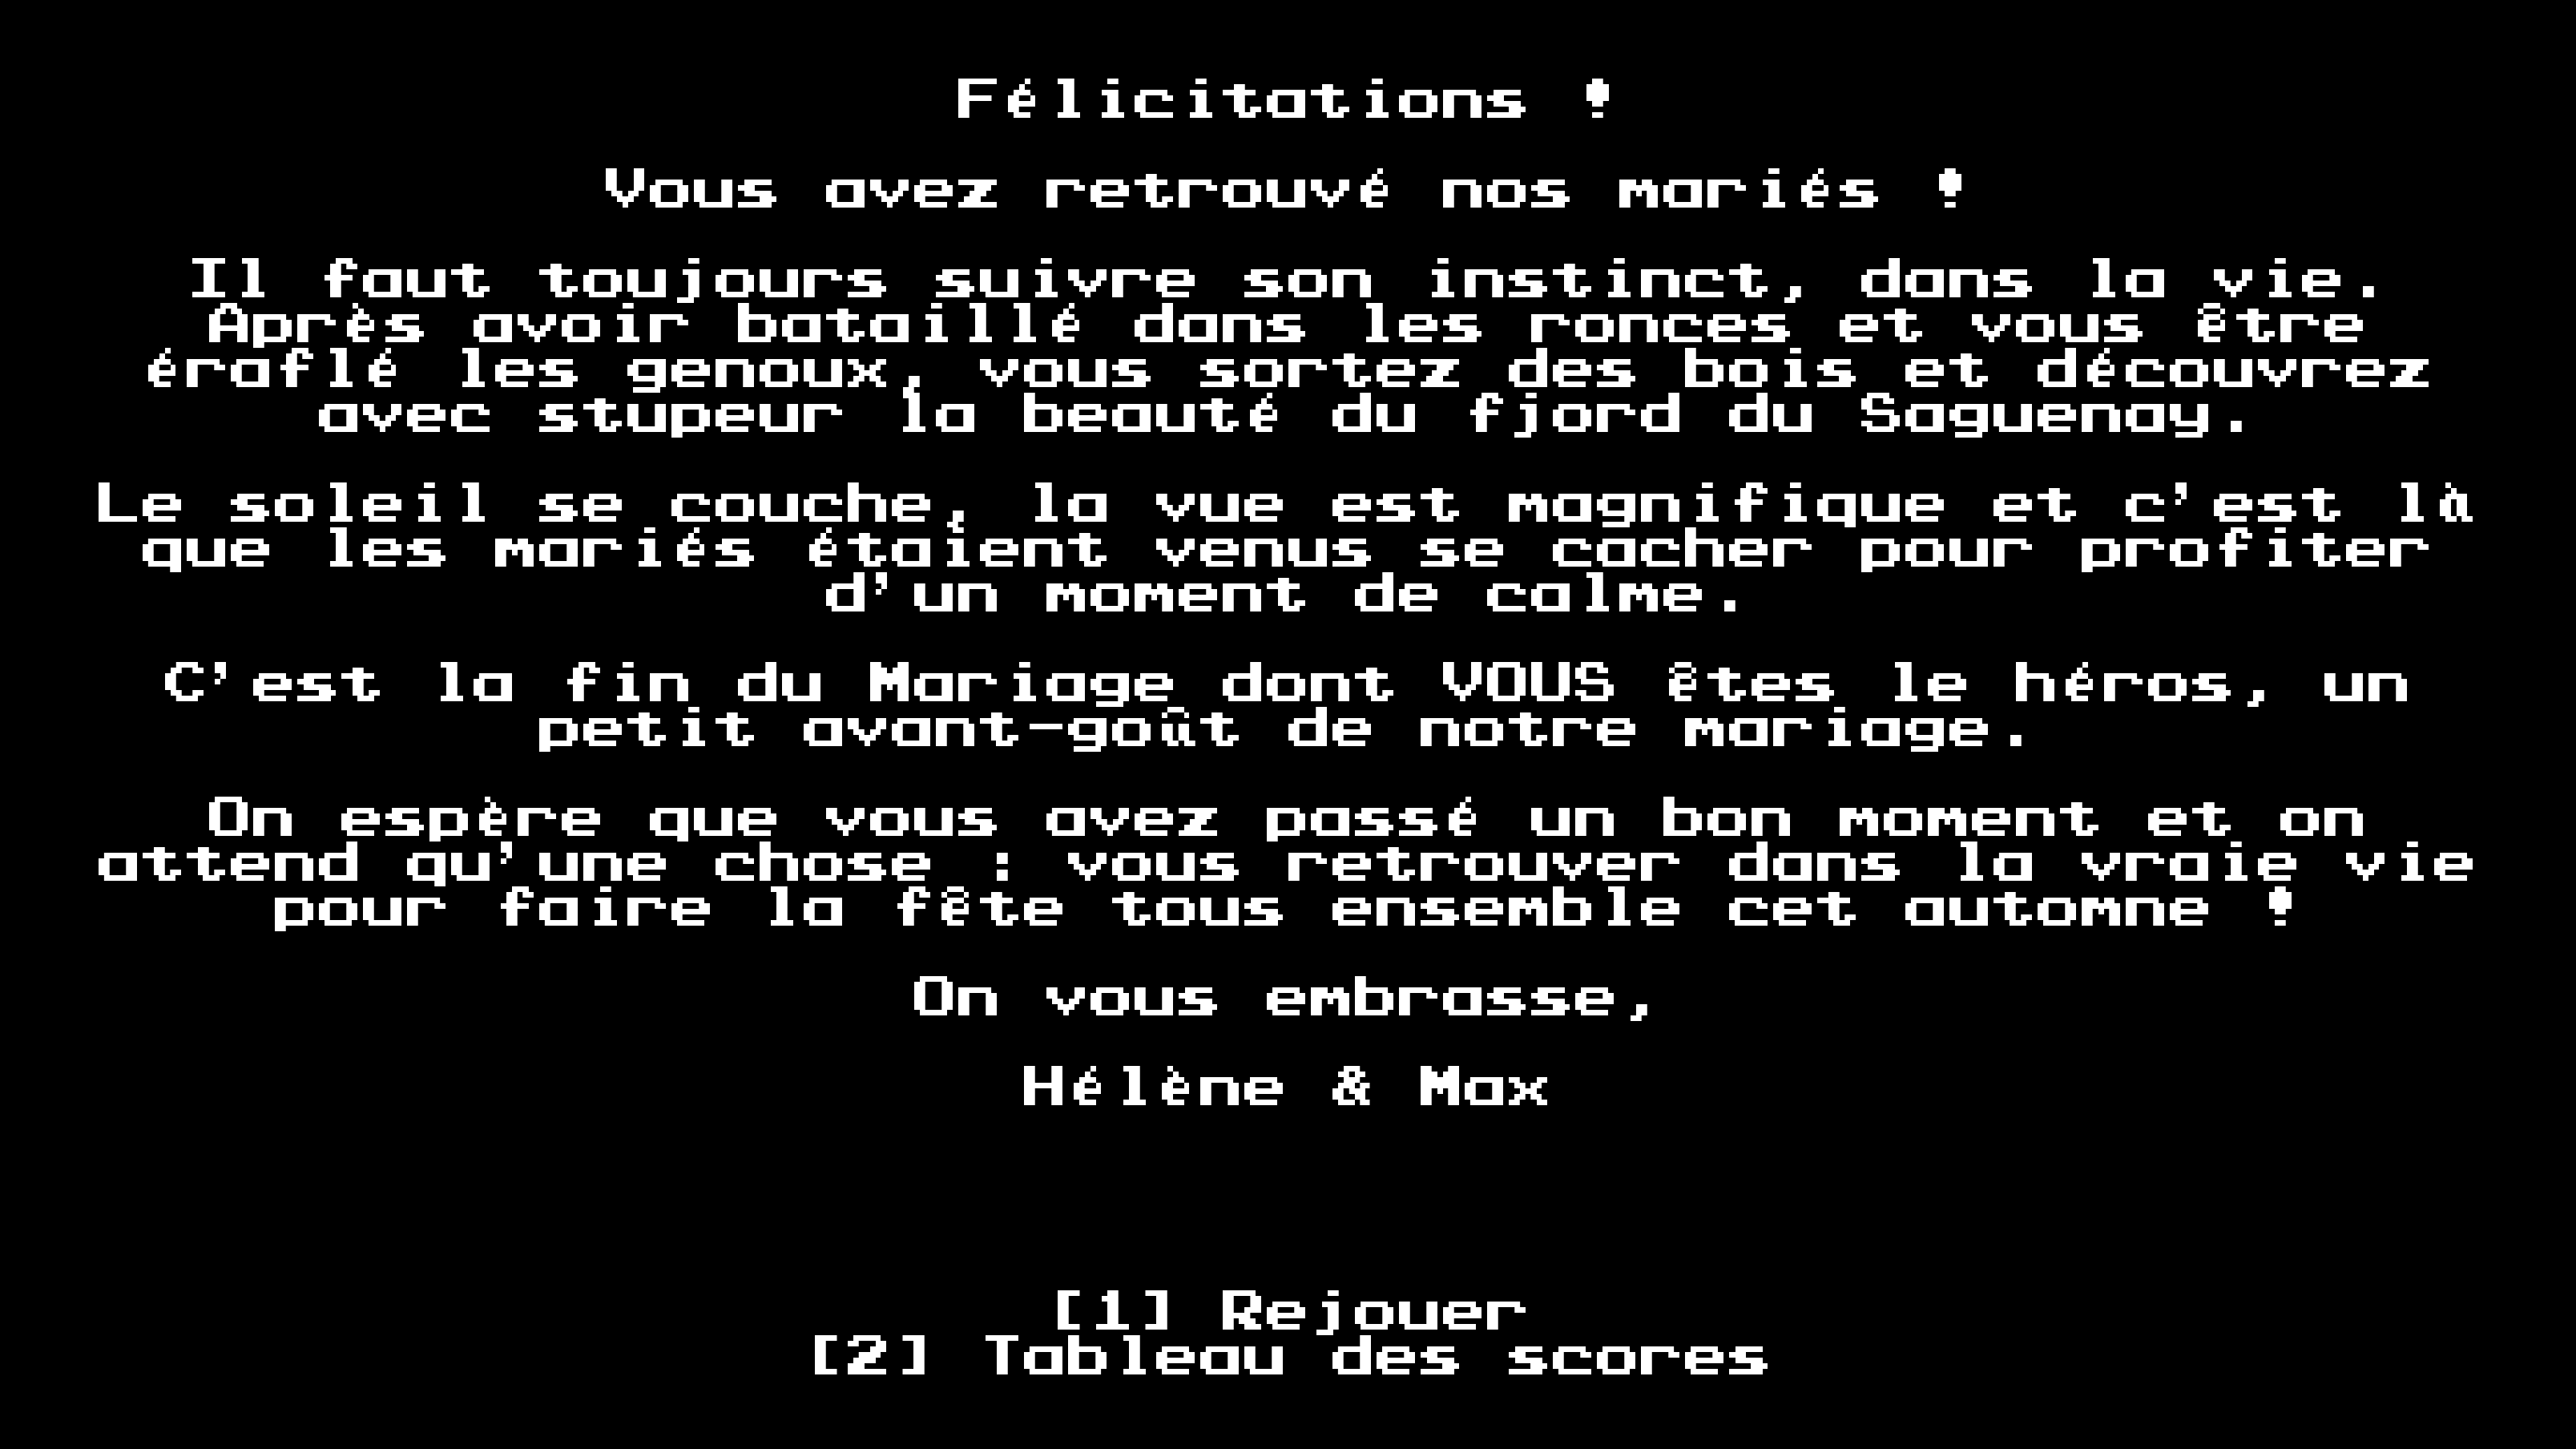 Félicitations !
Vous avez retrouvé nos mariés !
Il faut toujours suivre son instinct, dans la vie.
Après avoir bataillé dans les ronces et vous être
éraflé les genoux, vous sortez des bois et découvrez
avec stupeur la beauté du fjord du Saguenay.
Le soleil se couche, la vue est magnifique et c'est là
que les mariés étaient venus se cacher pour profiter
d'un moment de calme.
C'est la fin du Mariage dont VOUS êtes le héros, un
petit avant-goût de notre mariage.
On espère que vous avez passé un bon moment et on
attend qu'une chose : vous retrouver dans la vraie vie
pour faire la fête tous ensemble cet automne !
On vous embrasse,
Hélène & Max
[1] Rejouer
[2] Tableau des scores